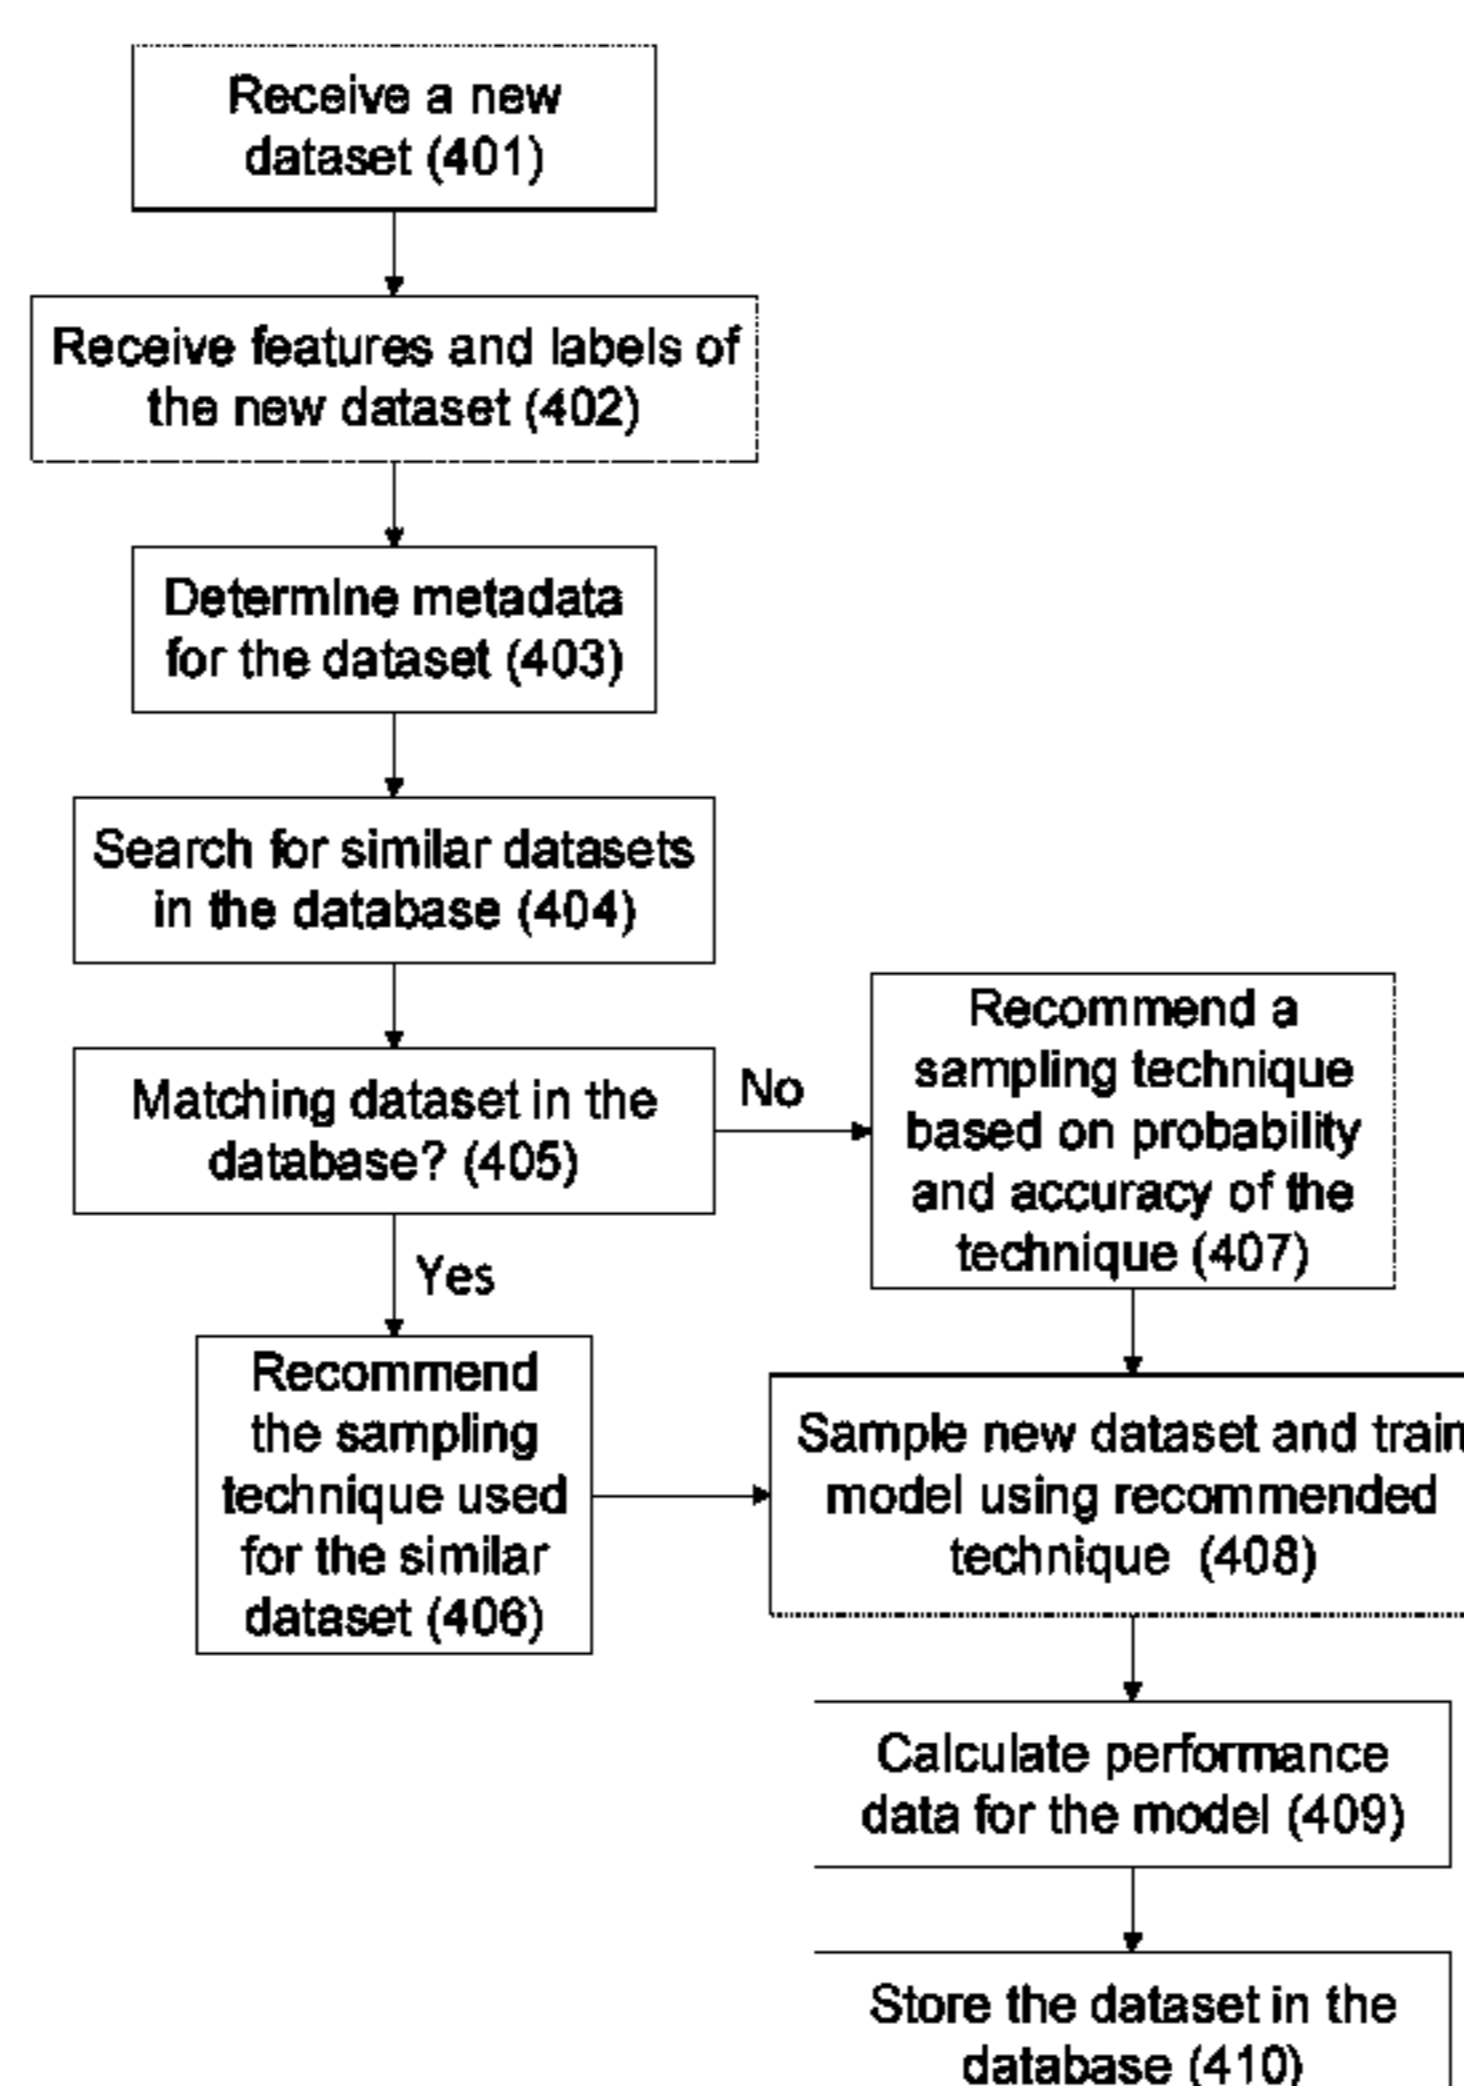 Receive a new
dataset (401)
Receive features and labels of
the new dataset (402)
Determine metadata
for the dataset (403)
Search for similar datasets
in the database (404)
Matching dataset in the
database? (405)
No
Recommend a
sampling technique
based on probability
and accuracy of the
technique (407)
Yes
Recommend
the sampling
technique used
for the similar
dataset (406)
Sample new dataset and train
model using recommended
technique (408)
Calculate performance
data for the model (409)
Store the dataset in the
database (410)